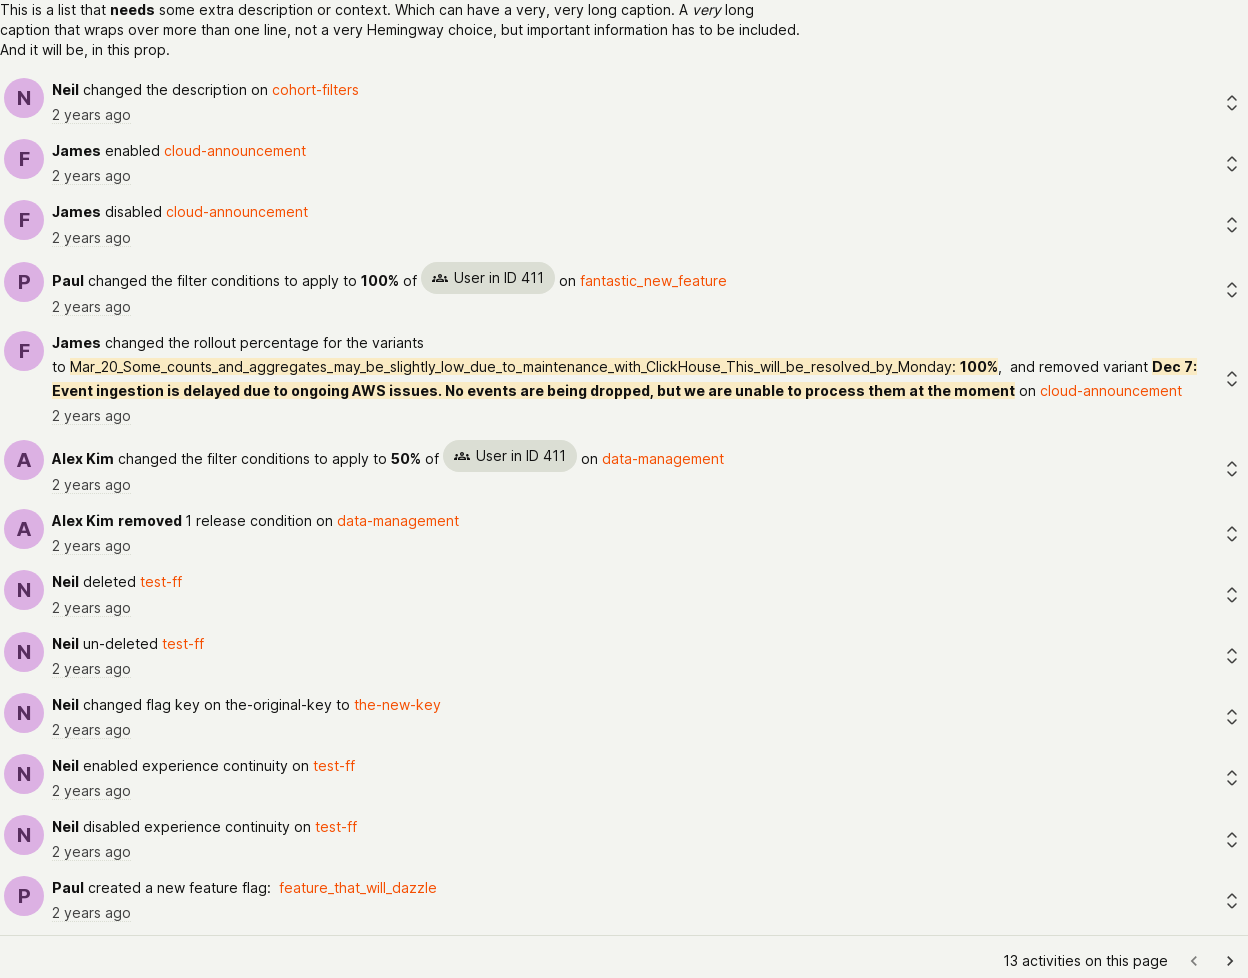 This is a list that needs some extra description or context. Which can have a very, very long caption. A very long
caption that wraps over more than one line, not a very Hemingway choice, but important information has to be included.
And it will be, in this prop.
N
Neil changed the description on cohort-filters
2 years ago
F
James enabled cloud-announcement
2 years ago
F
James disabled cloud-announcement
2 years ago
P
Paul changed the filter conditions to apply to 100% of User in ID 411 on fantastic_new_feature
2 years ago
F
James changed the rollout percentage for the variants
to Mar_20_Some_counts_and_aggregates_may_be_slightly_low_due_to_maintenance_with_ClickHouse_This_will_be_resolved_by_Monday: 100%, and removed variant Dec 7:
Event ingestion is delayed due to ongoing AWS issues. No events are being dropped, but we are unable to process them at the moment on cloud-announcement
2 years ago
A
Alex Kim changed the filter conditions to apply to 50% of User in ID 411 on data-management
2 years ago
A
Alex Kim removed 1 release condition on data-management
2 years ago
N
Neil deleted test-ff
2 years ago
N
Neil un-deleted test-ff
2 years ago
N
Neil changed flag key on the-original-key to the-new-key
2 years ago
N
Neil enabled experience continuity on test-ff
2 years ago
N
Neil disabled experience continuity on test-ff
2 years ago
P
Paul created a new feature flag: feature_that_will_dazzle
2 years ago
13 activities on this page